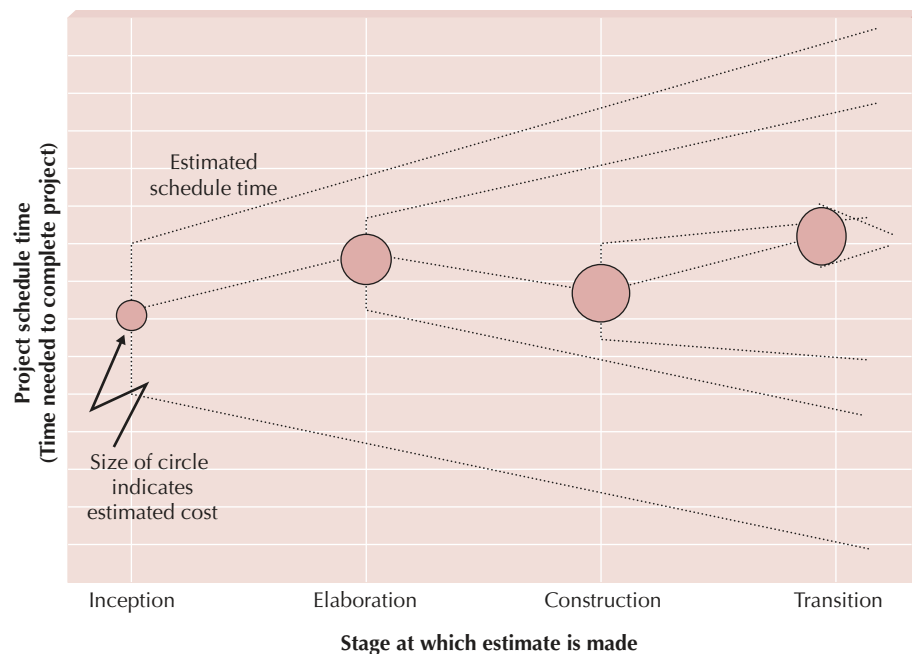 Project schedule time
(Time needed to complete project)
Estimated
schedule time
Size of circle
indicates
estimated cost
Inception
Elaboration
Construction
Transition
Stage at which estimate is made